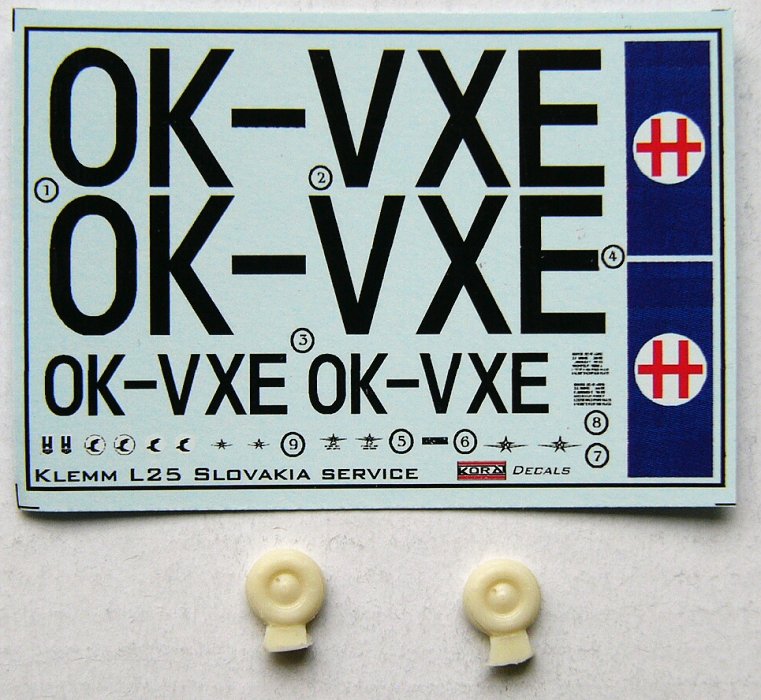 OK-VXE
1
2
OK-VXE
4
3
OK-VXE OK-VXE
8
9 5 6 7
KLEMM L25 SLOVAKIA SERVICE KORA DECALS